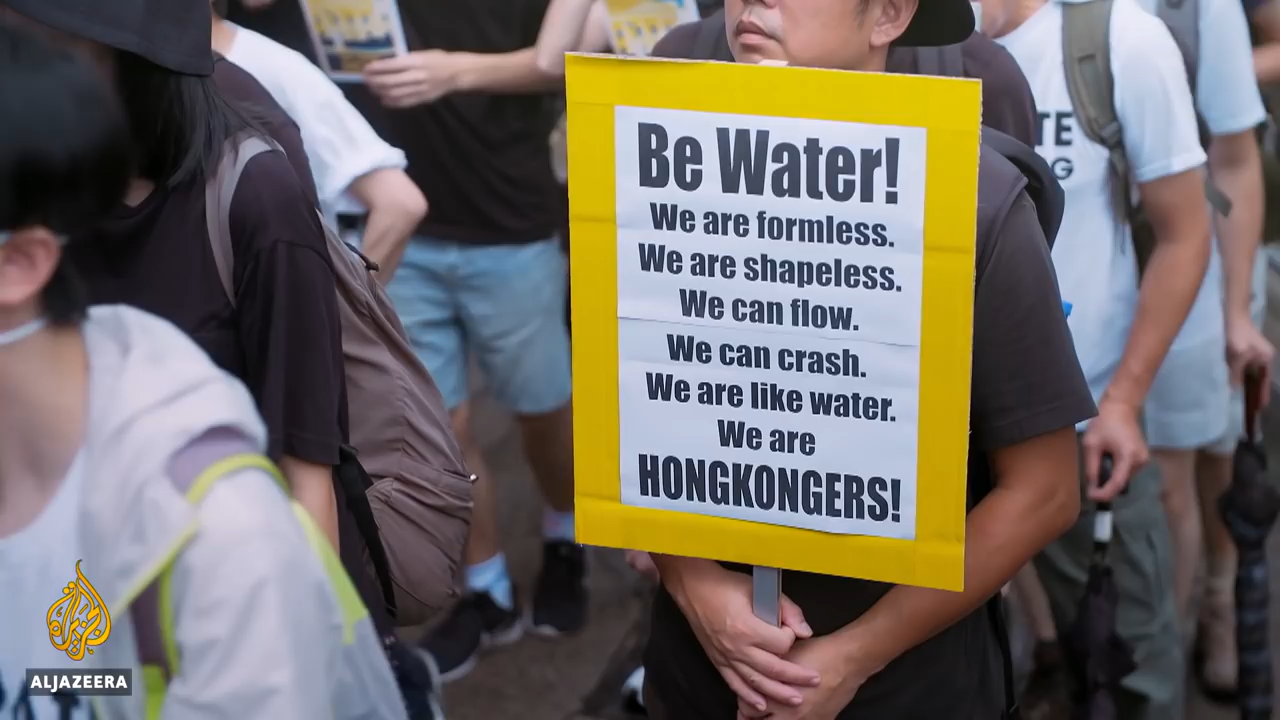 Be Water!
We are formless.
We are shapeless.
We can flow.
We can crash.
We are like water.
We are
HONGKONGERS!
TE
G
ALJAZEERA